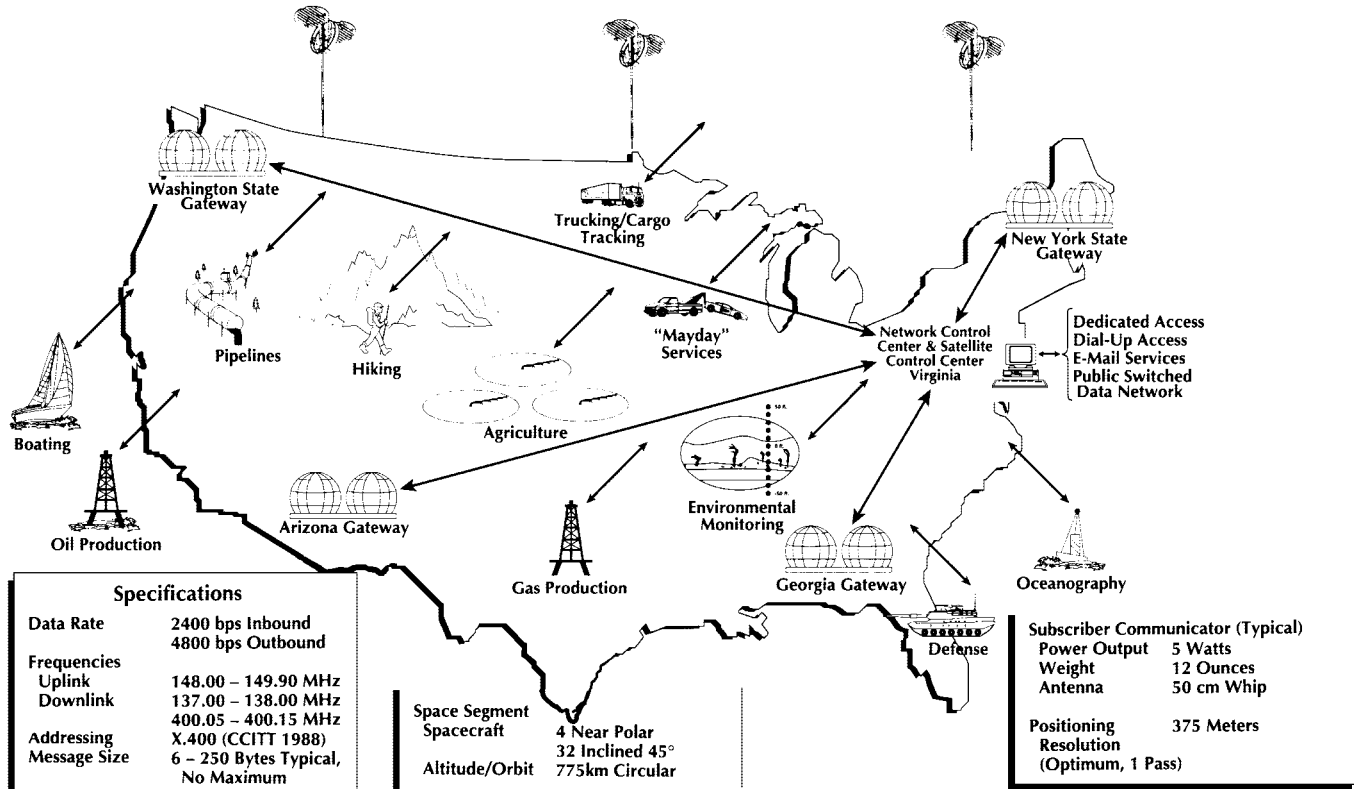 Washington State
Gateway
Trucking/Cargo
Tracking
New York State
Gateway
Pipelines
Hiking
"Mayday"
Services
Network Control
Center & Satellite
Control Center
Virginia
Dedicated Access
Dial-Up Access
E-Mail Services
Public Switched
Data Network
Boating
Agriculture
50 ft.
0 ft.
-50 ft.
Oil Production
Arizona Gateway
Gas Production
Environmental
Monitoring
Georgia Gateway
Oceanography
Defense
Specifications
Data Rate 2400 bps Inbound
4800 bps Outbound
Frequencies
Uplink 148.00 – 149.90 MHz
Downlink 137.00 – 138.00 MHz
400.05 – 400.15 MHz
Addressing X.400 (CCITT 1988)
Message Size 6 – 250 Bytes Typical,
No Maximum
Space Segment
Spacecraft 4 Near Polar
32 Inclined 45°
Altitude/Orbit 775km Circular
Subscriber Communicator (Typical)
Power Output 5 Watts
Weight 12 Ounces
Antenna 50 cm Whip
Positioning 375 Meters
Resolution
(Optimum, 1 Pass)